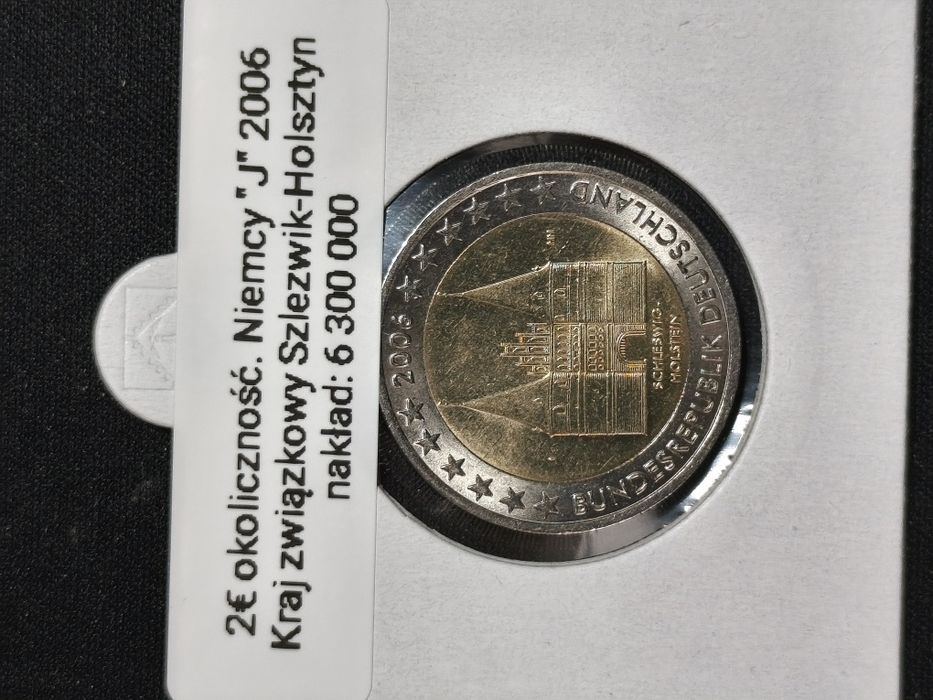 2€ okoliczność. Niemcy "J" 2006
Kraj związkowy Szlezwik-Holsztyn
nakład: 6 300 000
2006
SCHLESWIG-
HOLSTEIN
BUNDESREPUBLIK DEUTSCHLAND